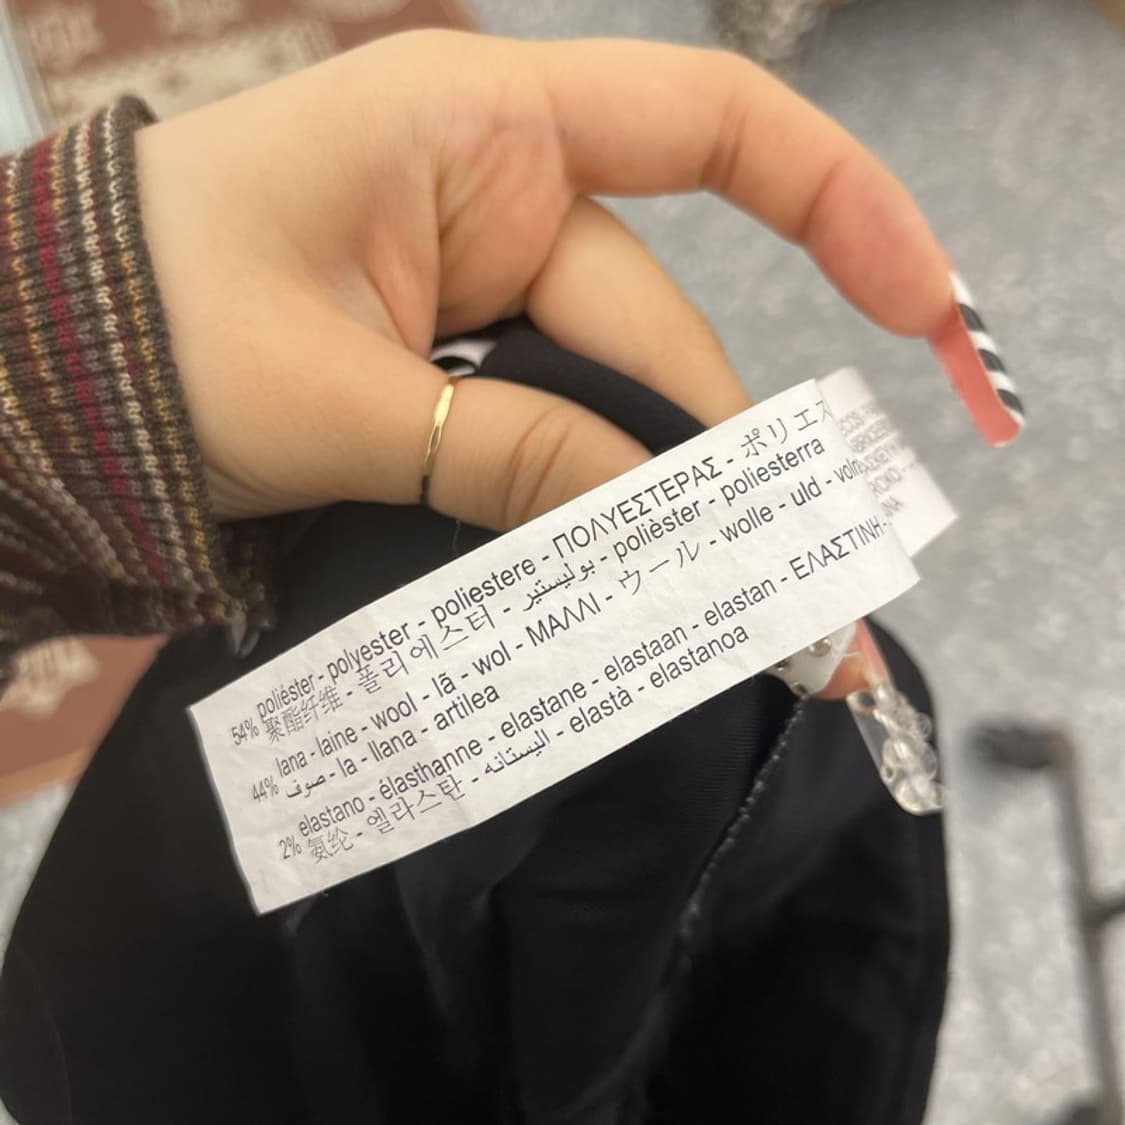 54% poliéster - polyester - poliestere - ΠΟΛΥΕΣΤΕΡΑΣ - ポリエス
聚酯纤维 - 폴리에스터 - بوليستير - polièster - poliesterra
44% lana - laine - wool - lã - wol - ΜΑΛΛΙ - ウール - wolle - uld - volna
صوف - la - llana - artilea
2% elastano - élasthanne - elastane - elastaan - elastan - ΕΛΑΣΤΙΝΗ-
氨纶 - 엘라스탄 - اليستانه - elastà - elastanoa